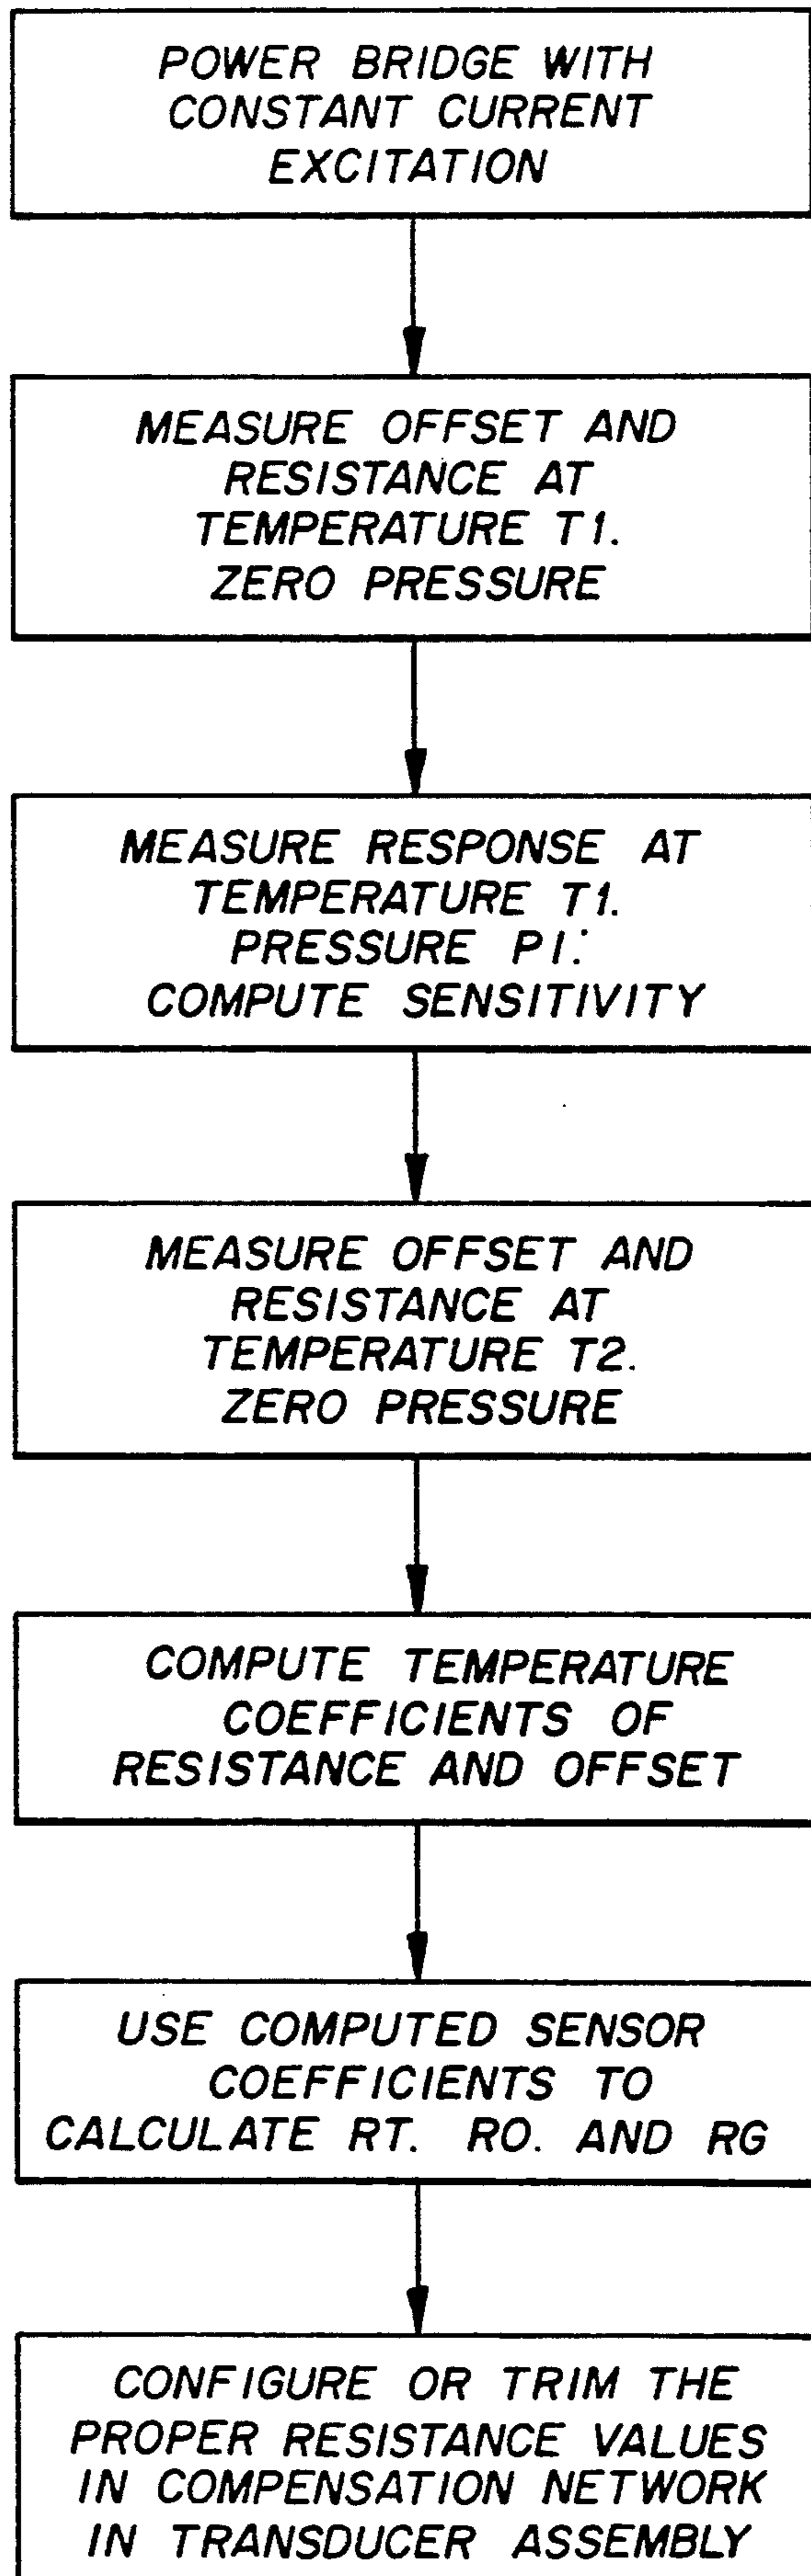 POWER BRIDGE WITH
CONSTANT CURRENT
EXCITATION
MEASURE OFFSET AND
RESISTANCE AT
TEMPERATURE T1.
ZERO PRESSURE
MEASURE RESPONSE AT
TEMPERATURE T1.
PRESSURE P1:
COMPUTE SENSITIVITY
MEASURE OFFSET AND
RESISTANCE AT
TEMPERATURE T2.
ZERO PRESSURE
COMPUTE TEMPERATURE
COEFFICIENTS OF
RESISTANCE AND OFFSET
USE COMPUTED SENSOR
COEFFICIENTS TO
CALCULATE RT. RO. AND RG
CONFIGURE OR TRIM THE
PROPER RESISTANCE VALUES
IN COMPENSATION NETWORK
IN TRANSDUCER ASSEMBLY